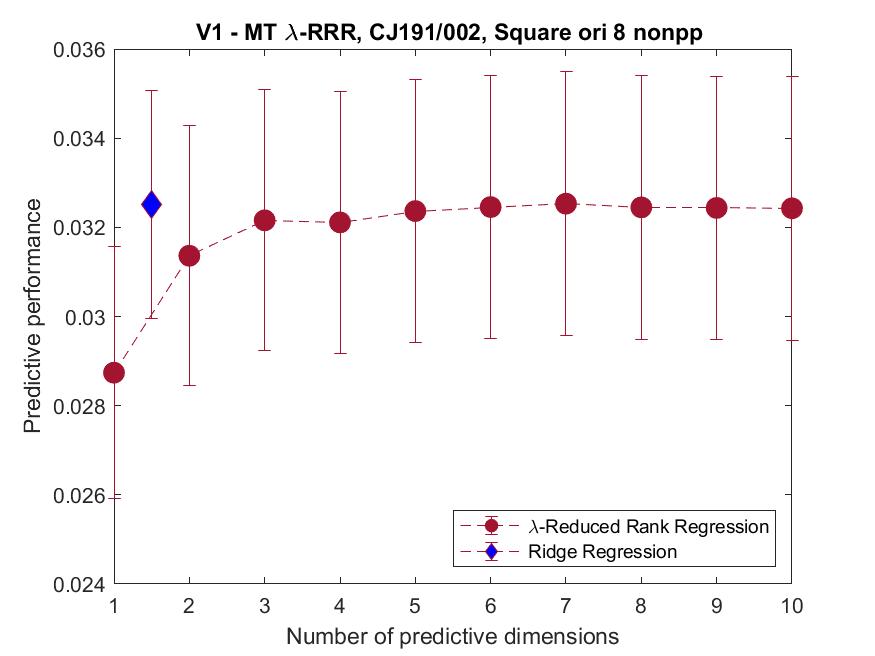 V1 - MT λ-RRR, CJ191/002, Square ori 8 nonpp
0.036
0.034
0.032
0.03
0.028
0.026
0.024
Predictive performance
λ-Reduced Rank Regression
Ridge Regression
1 2 3 4 5 6 7 8 9 10
Number of predictive dimensions